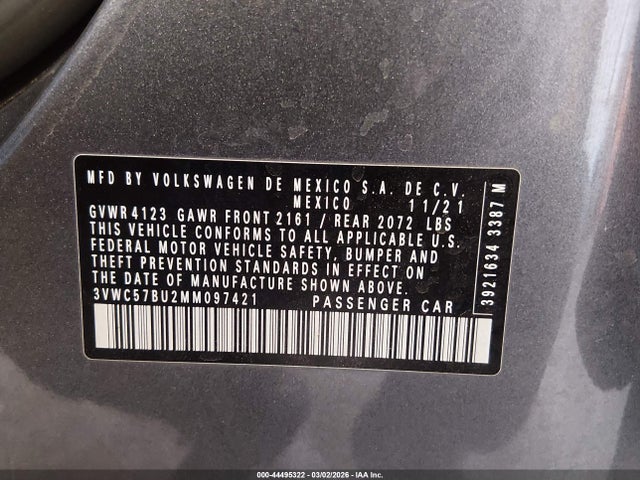 MFD BY VOLKSWAGEN DE MEXICO S.A. DE C.V.
MEXICO 11/21
GVWR 4123 GAWR FRONT 2161 / REAR 2072 LBS
THIS VEHICLE CONFORMS TO ALL APPLICABLE U.S.
FEDERAL MOTOR VEHICLE SAFETY, BUMPER AND
THEFT PREVENTION STANDARDS IN EFFECT ON
THE DATE OF MANUFACTURE SHOWN ABOVE.
3VWC57BU2MM097421 PASSENGER CAR
3921634 3387 M
000-44495322 | 03/02/2026 | IAA Inc.